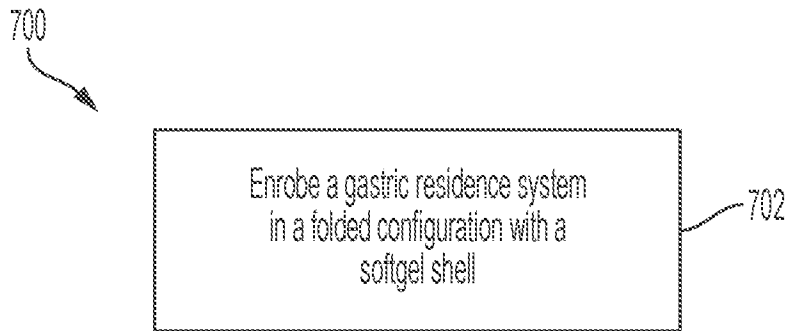 700
Enrobe a gastric residence system
in a folded configuration with a
softgel shell
702